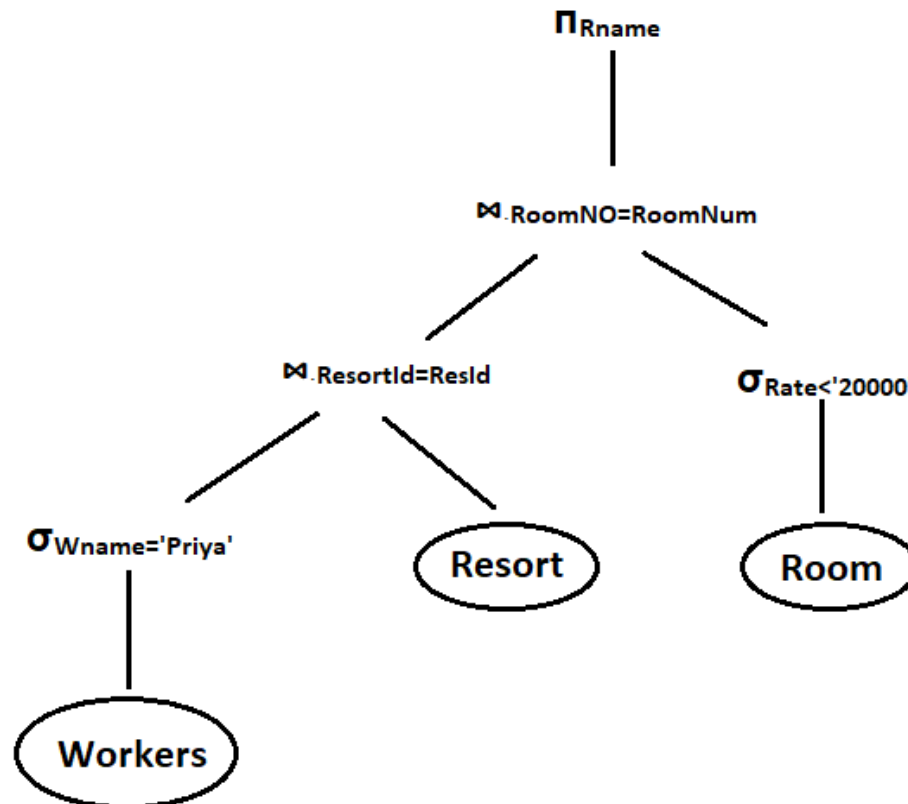 ΠRname
⋈.RoomNO=RoomNum
⋈.ResortId=ResId
σRate<'20000
σWname='Priya'
Resort
Room
Workers